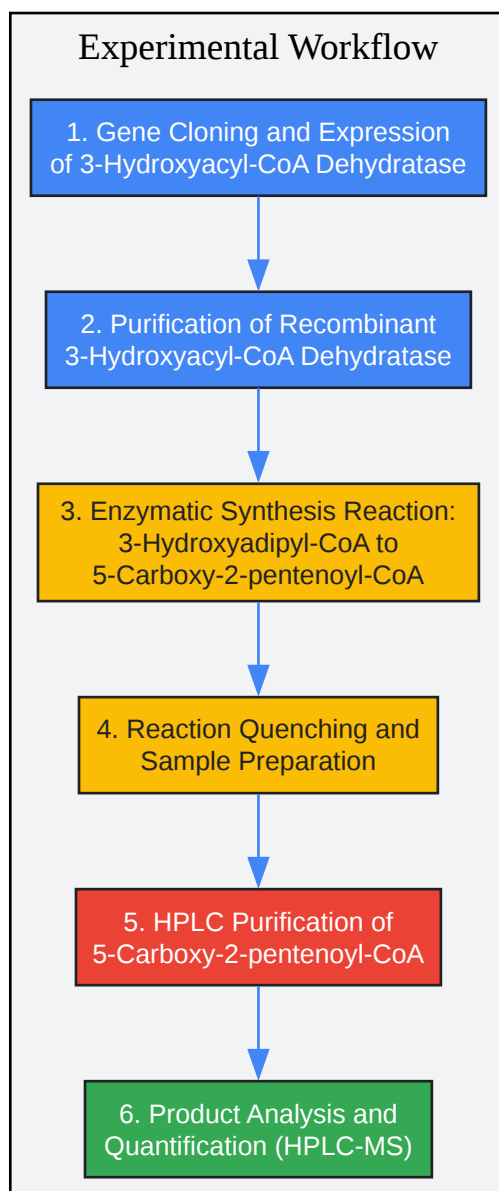 Experimental Workflow
1. Gene Cloning and Expression
of 3-Hydroxyacyl-CoA Dehydratase
2. Purification of Recombinant
3-Hydroxyacyl-CoA Dehydratase
3. Enzymatic Synthesis Reaction:
3-Hydroxyadipyl-CoA to
5-Carboxy-2-pentenoyl-CoA
4. Reaction Quenching and
Sample Preparation
5. HPLC Purification of
5-Carboxy-2-pentenoyl-CoA
6. Product Analysis and
Quantification (HPLC-MS)